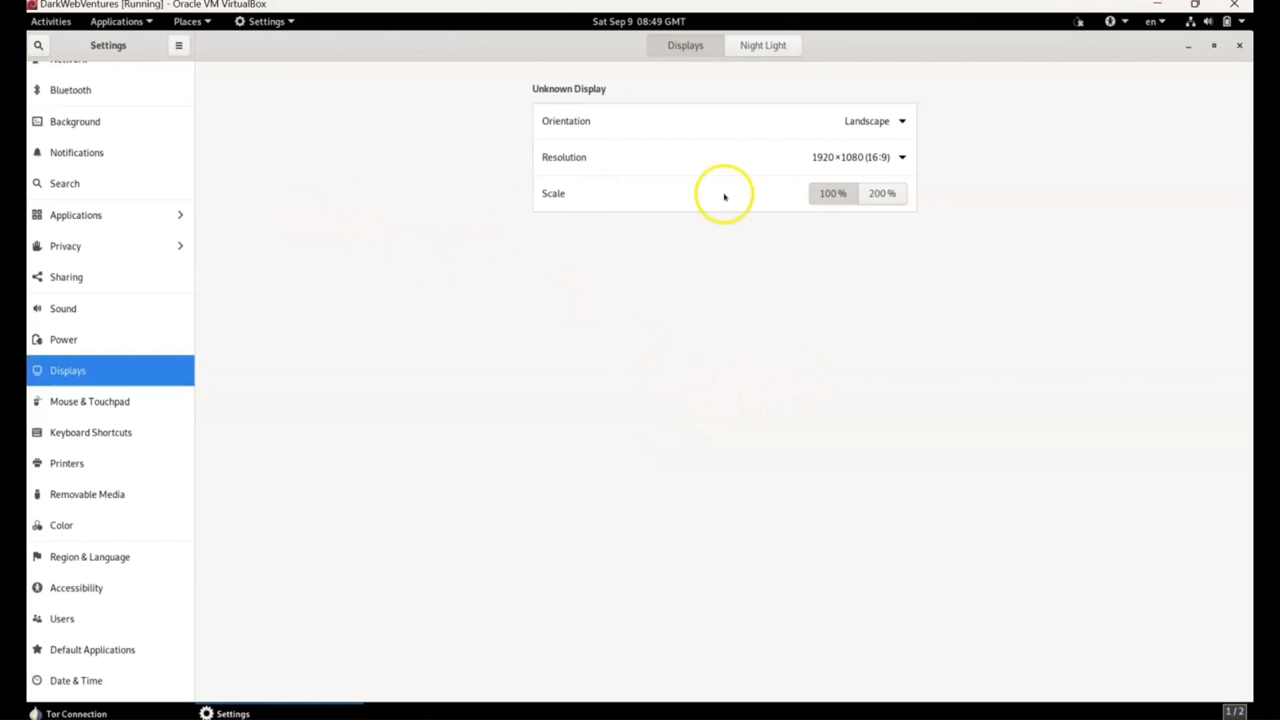 DarkWebVentures [Running] - Oracle VM VirtualBox
Activities Applications Places Settings Sat Sep 9 08:49 GMT en
Settings Displays Night Light
Network
Bluetooth
Background
Notifications
Search
Applications
Privacy
Sharing
Sound
Power
Displays
Mouse & Touchpad
Keyboard Shortcuts
Printers
Removable Media
Color
Region & Language
Accessibility
Users
Default Applications
Date & Time
Unknown Display
Orientation Landscape
Resolution 1920×1080 (16:9)
Scale 100 % 200 %
Tor Connection Settings 1 / 2